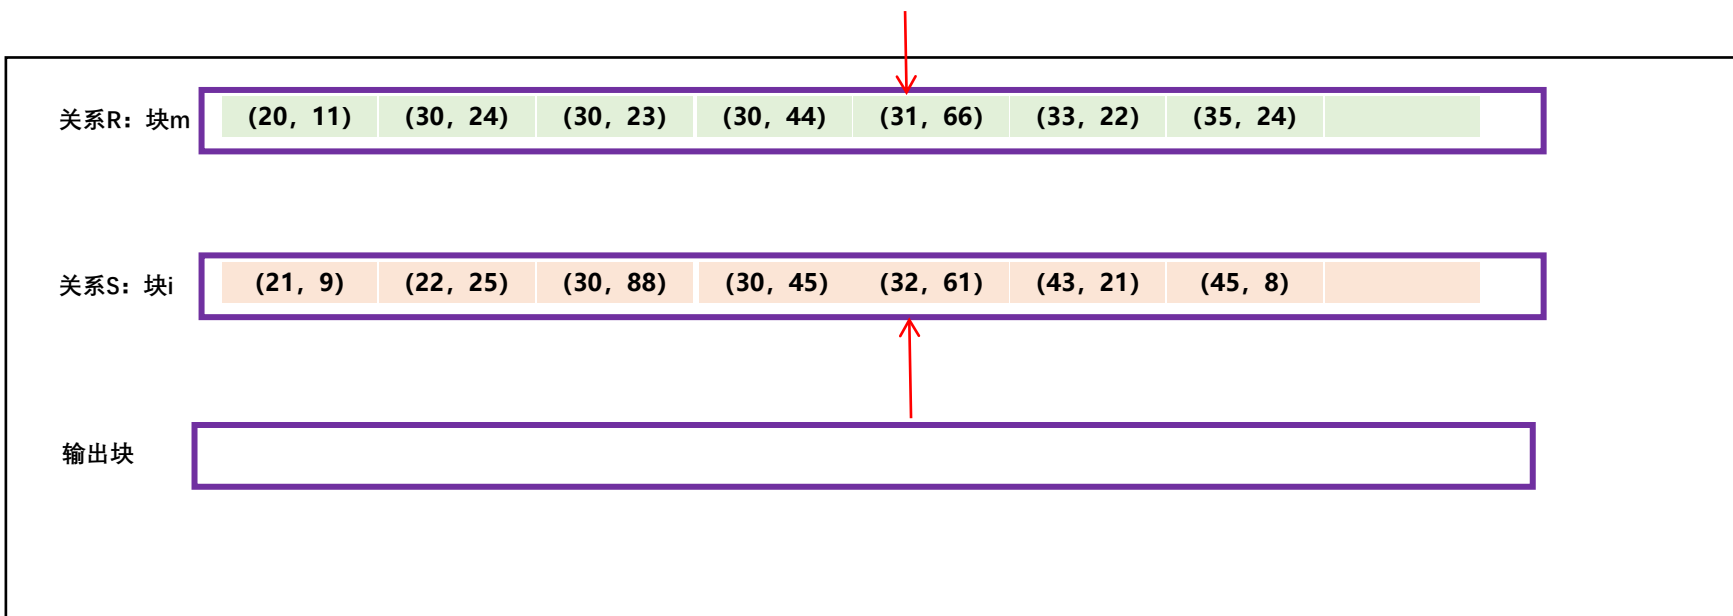 关系R：块m (20，11) (30，24) (30，23) (30，44) (31，66) (33，22) (35，24)
关系S：块i (21，9) (22，25) (30，88) (30，45) (32，61) (43，21) (45，8)
输出块